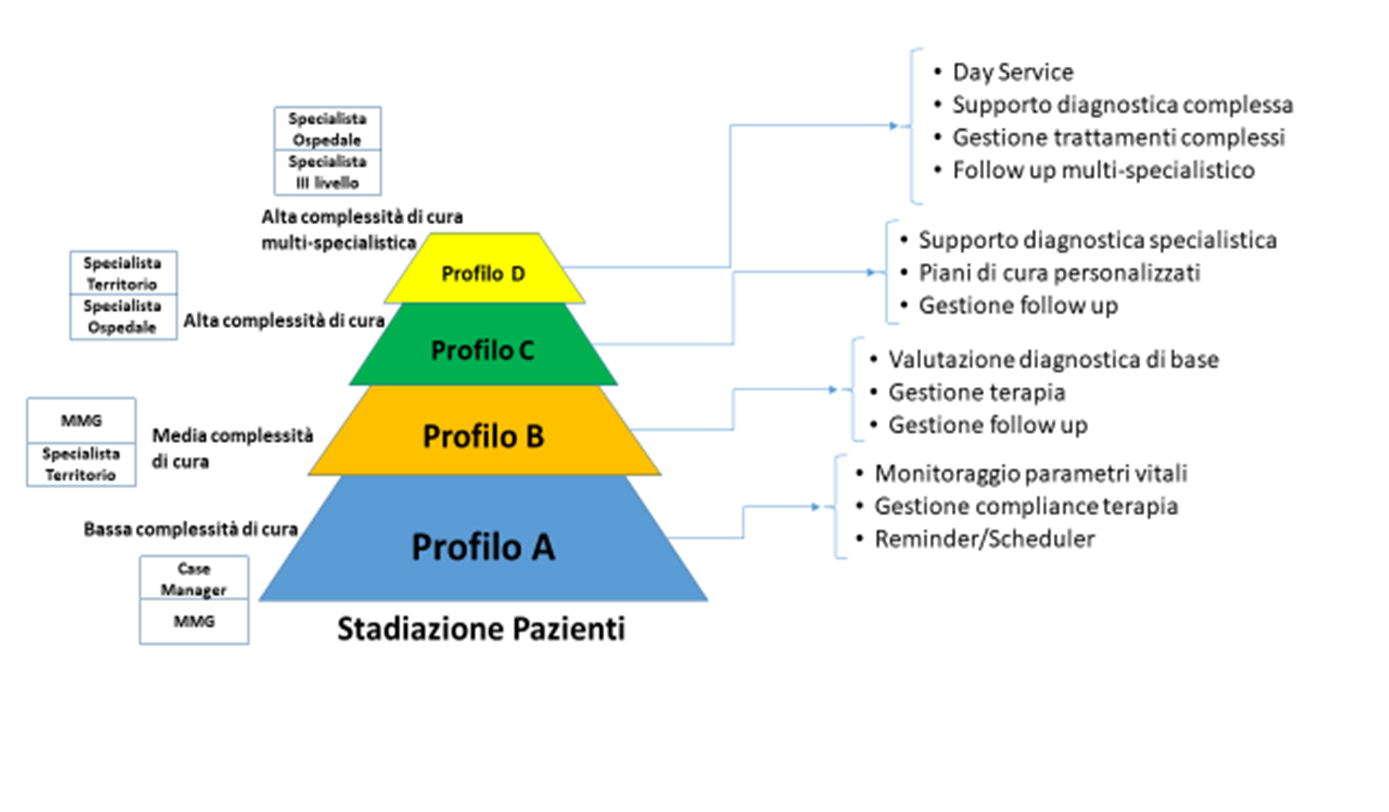 Specialista
Ospedale
Specialista
III livello
Alta complessità di cura
multi-specialistica
Profilo D
• Day Service
• Supporto diagnostica complessa
• Gestione trattamenti complessi
• Follow up multi-specialistico
Specialista
Territorio
Specialista
Ospedale
Alta complessità di cura
Profilo C
• Supporto diagnostica specialistica
• Piani di cura personalizzati
• Gestione follow up
MMG
Specialista
Territorio
Media complessità
di cura
Profilo B
• Valutazione diagnostica di base
• Gestione terapia
• Gestione follow up
Bassa complessità di cura
Case
Manager
MMG
Profilo A
• Monitoraggio parametri vitali
• Gestione compliance terapia
• Reminder/Scheduler
Stadiazione Pazienti